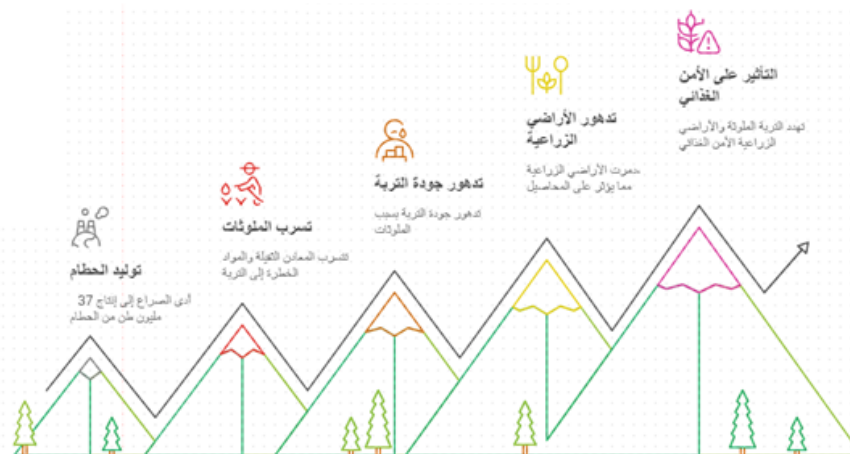 توليد الحطام
أدى الصراع إلى إنتاج 37
مليون طن من الحطام
تسرب الملوثات
تتسرب المعادن الثقيلة والمواد
الخطرة إلى التربة
تدهور جودة التربة
تدهور جودة التربة بسبب
الملوثات
تدهور الأراضي
الزراعية
دمرت الأراضي الزراعية
مما يؤثر على المحاصيل
التأثير على الأمن
الغذائي
تهدد التربة الملوثة والأراضي
الزراعية الأمن الغذائي